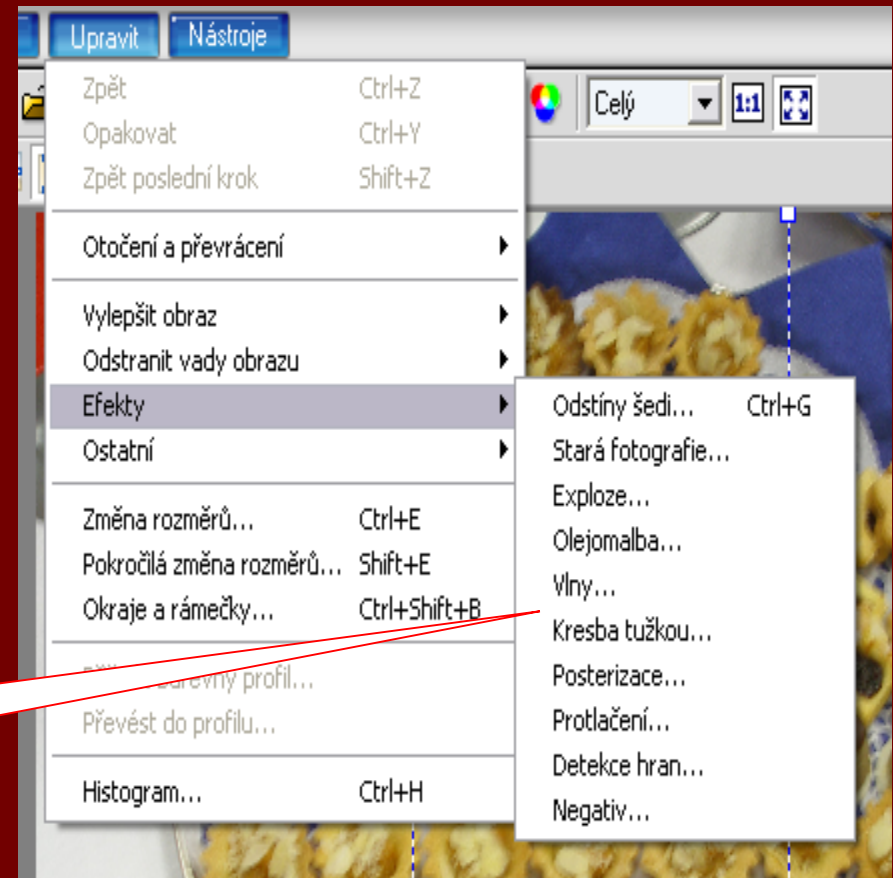 Upravit Nástroje
Zpět Ctrl+Z
Opakovat Ctrl+Y
Zpět poslední krok Shift+Z
Celý 1:1
Otočení a převrácení
Vylepšit obraz
Odstranit vady obrazu
Efekty
Ostatní
Změna rozměrů... Ctrl+E
Pokročilá změna rozměrů... Shift+E
Okraje a rámečky... Ctrl+Shift+B
profil...
Převést do profilu...
Histogram... Ctrl+H
Odstíny šedi... Ctrl+G
Stará fotografie...
Exploze...
Olejomalba...
Vlny...
Kresba tužkou...
Posterizace...
Protlačení...
Detekce hran...
Negativ...